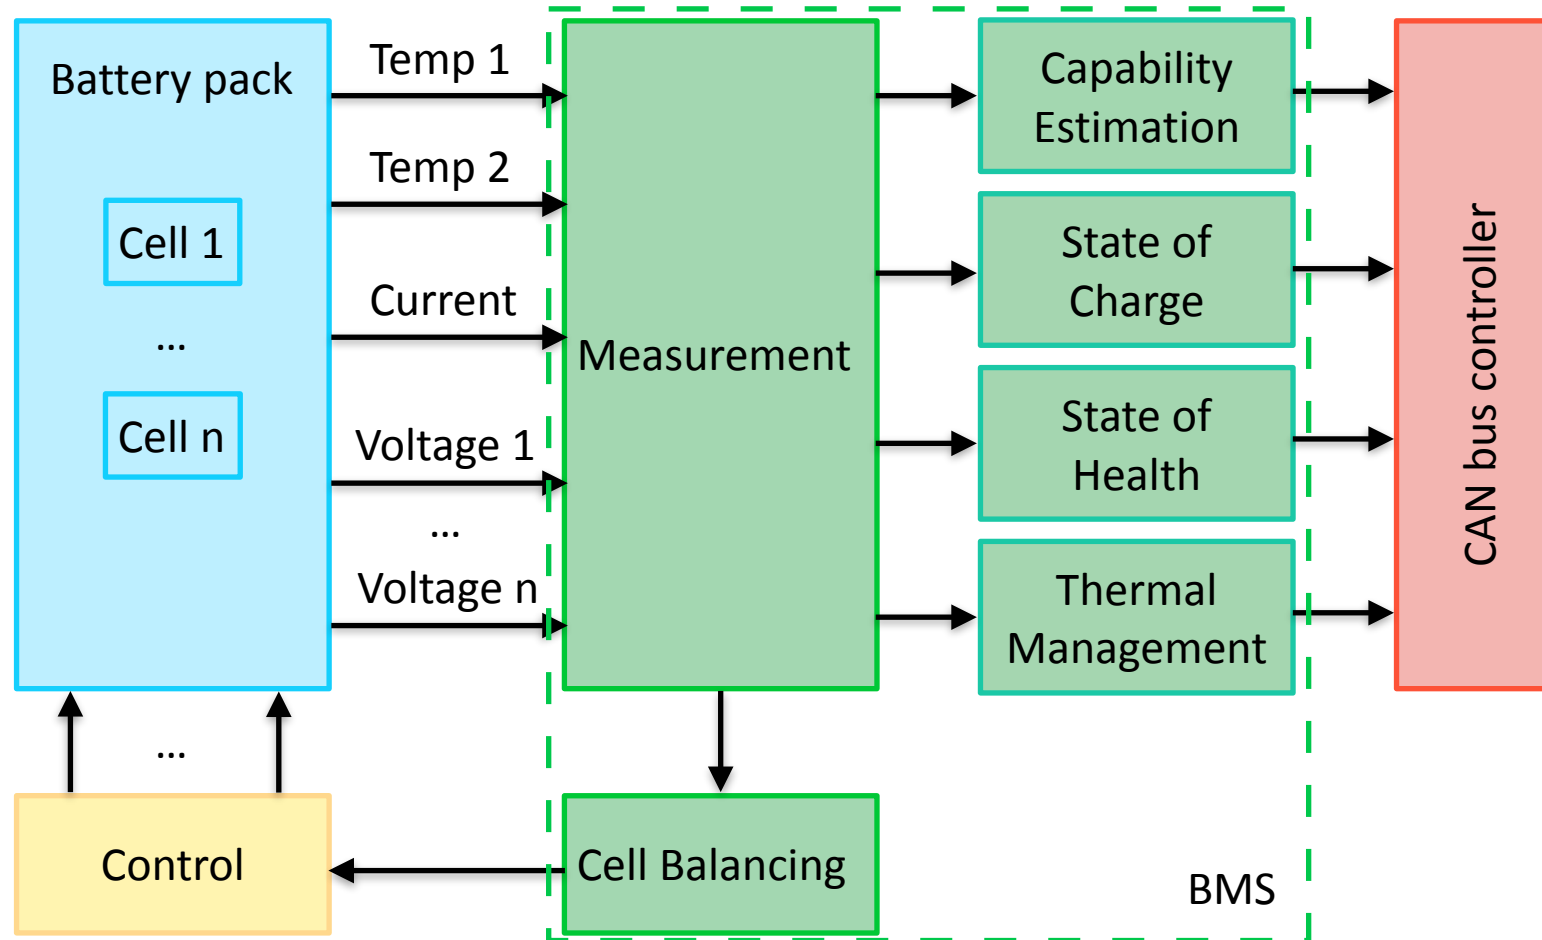 Battery pack
Cell 1
...
Cell n
Temp 1
Temp 2
Current
Voltage 1
...
Voltage n
Measurement
Capability
Estimation
State of
Charge
State of
Health
Thermal
Management
CAN bus controller
...
Control
Cell Balancing
BMS